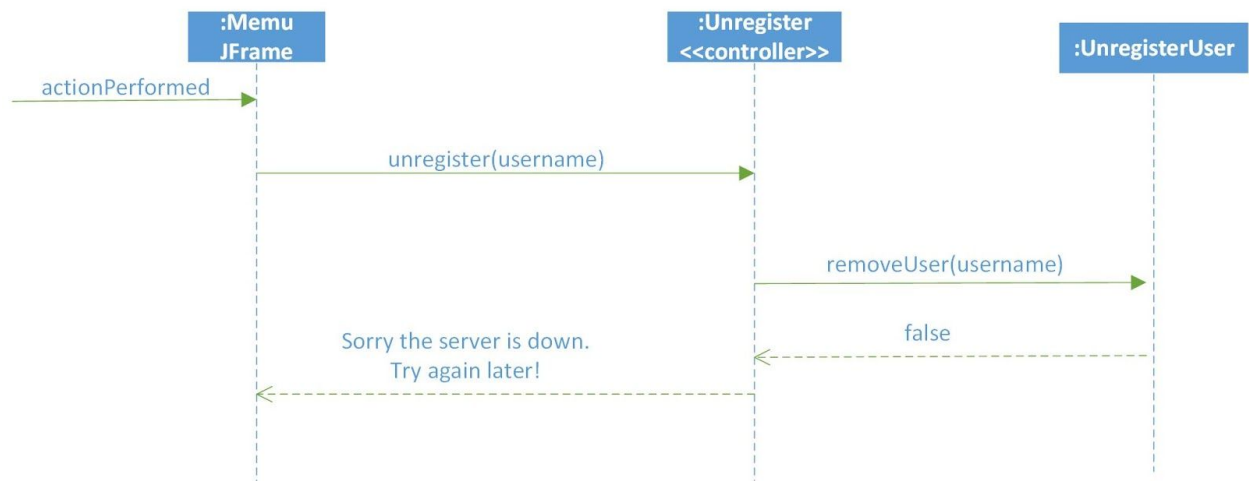 :Memu
JFrame
:Unregister
<<controller>>
:UnregisterUser
actionPerformed
unregister(username)
removeUser(username)
false
Sorry the server is down.
Try again later!